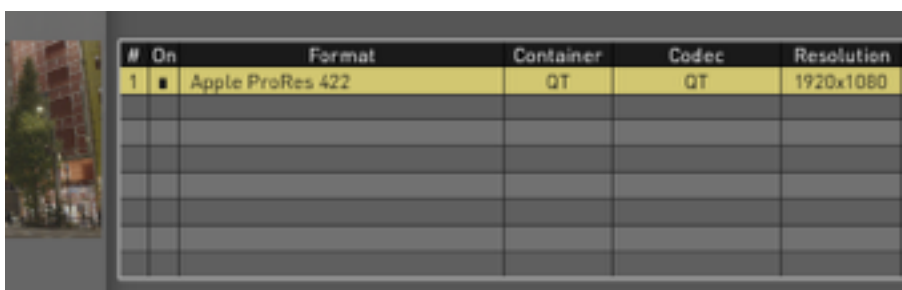 # On Format Container Codec Resolution
1 Apple ProRes 422 QT QT 1920x1080